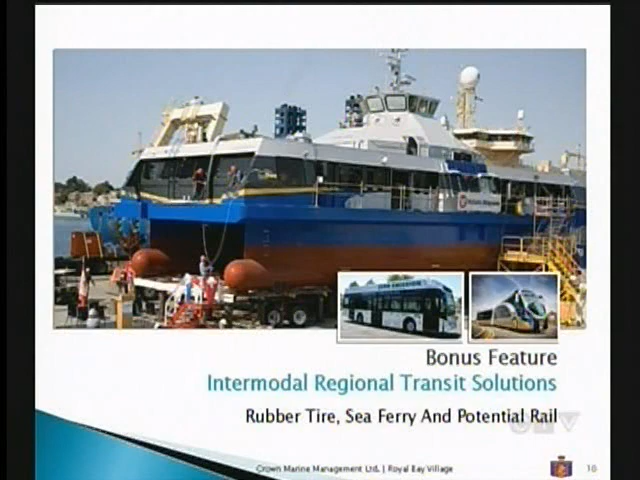 Bonus Feature
Intermodal Regional Transit Solutions
Rubber Tire, Sea Ferry And Potential Rail
CTV
Crown Marine Management Ltd. | Royal Bay Village
10